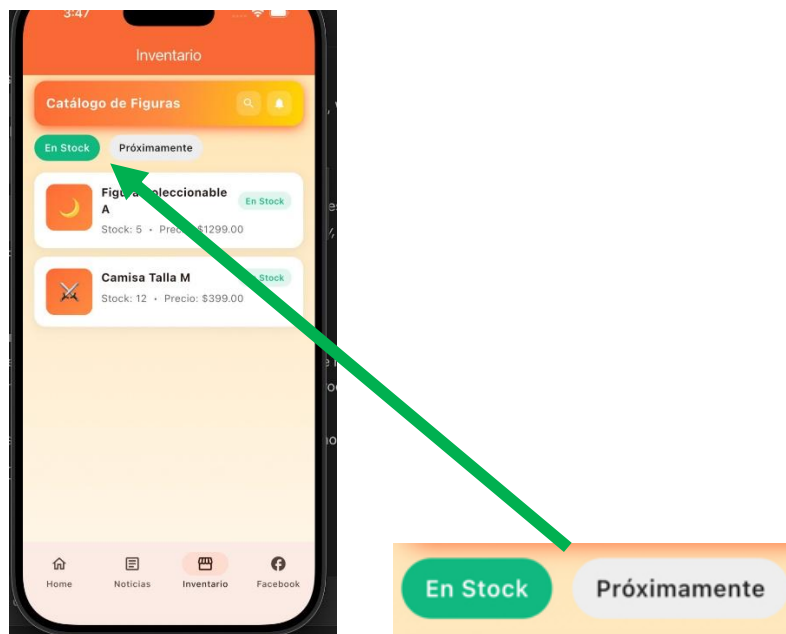 3:47
Inventario
Catálogo de Figuras
En Stock Próximamente
Figura Coleccionable
A
En Stock
Stock: 5 • Precio: $1299.00
Camisa Talla M
Stock
Stock: 12 • Precio: $399.00
Home Noticias Inventario Facebook
En Stock Próximamente